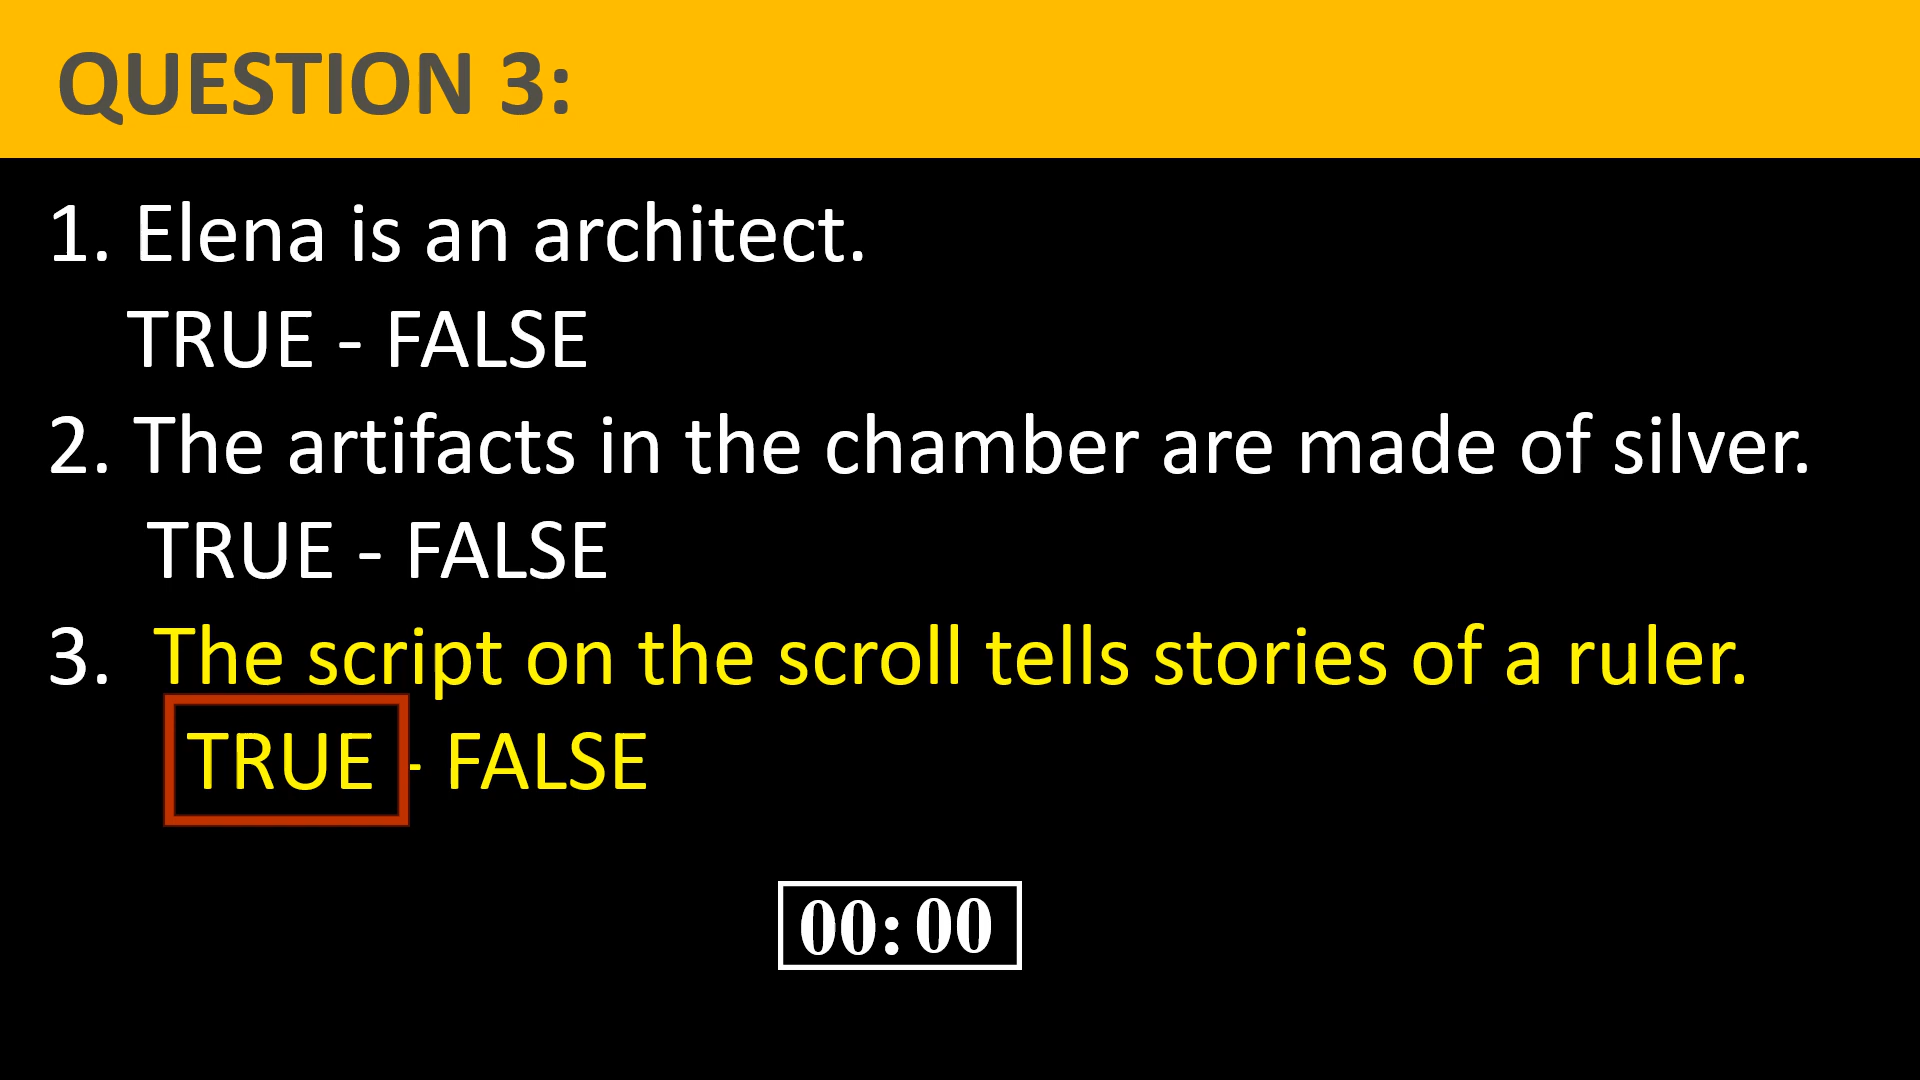 QUESTION 3:
1. Elena is an architect.
TRUE - FALSE
2. The artifacts in the chamber are made of silver.
TRUE - FALSE
3. The script on the scroll tells stories of a ruler.
TRUE - FALSE
00:00